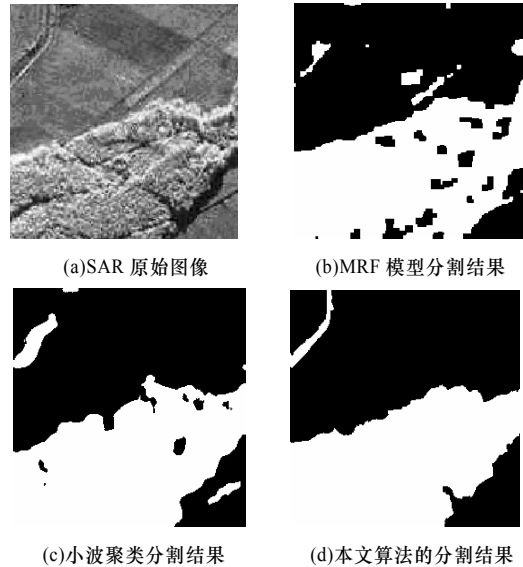 (a)SAR 原始图像
(b)MRF 模型分割结果
(c)小波聚类分割结果
(d)本文算法的分割结果